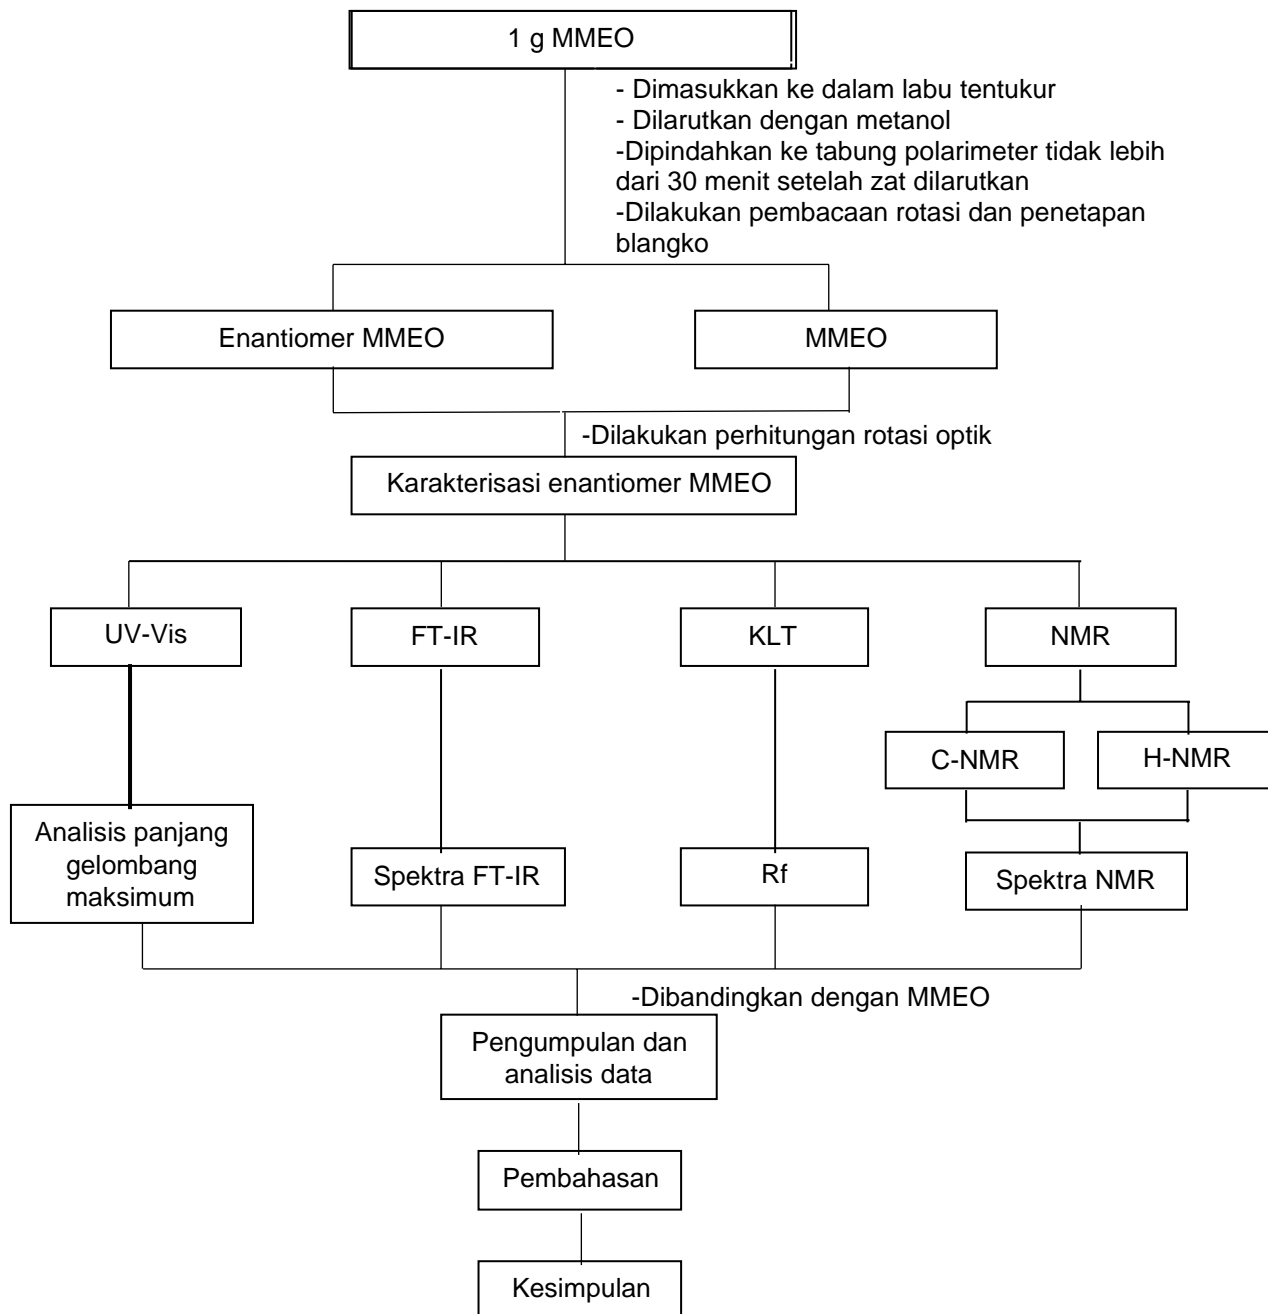 1 g MMEO
- Dimasukkan ke dalam labu tentukur
- Dilarutkan dengan metanol
-Dipindahkan ke tabung polarimeter tidak lebih
dari 30 menit setelah zat dilarutkan
-Dilakukan pembacaan rotasi dan penetapan
blangko
Enantiomer MMEO
MMEO
-Dilakukan perhitungan rotasi optik
Karakterisasi enantiomer MMEO
UV-Vis
FT-IR
KLT
NMR
C-NMR
H-NMR
Analisis panjang
gelombang
maksimum
Spektra FT-IR
Rf
Spektra NMR
-Dibandingkan dengan MMEO
Pengumpulan dan
analisis data
Pembahasan
Kesimpulan